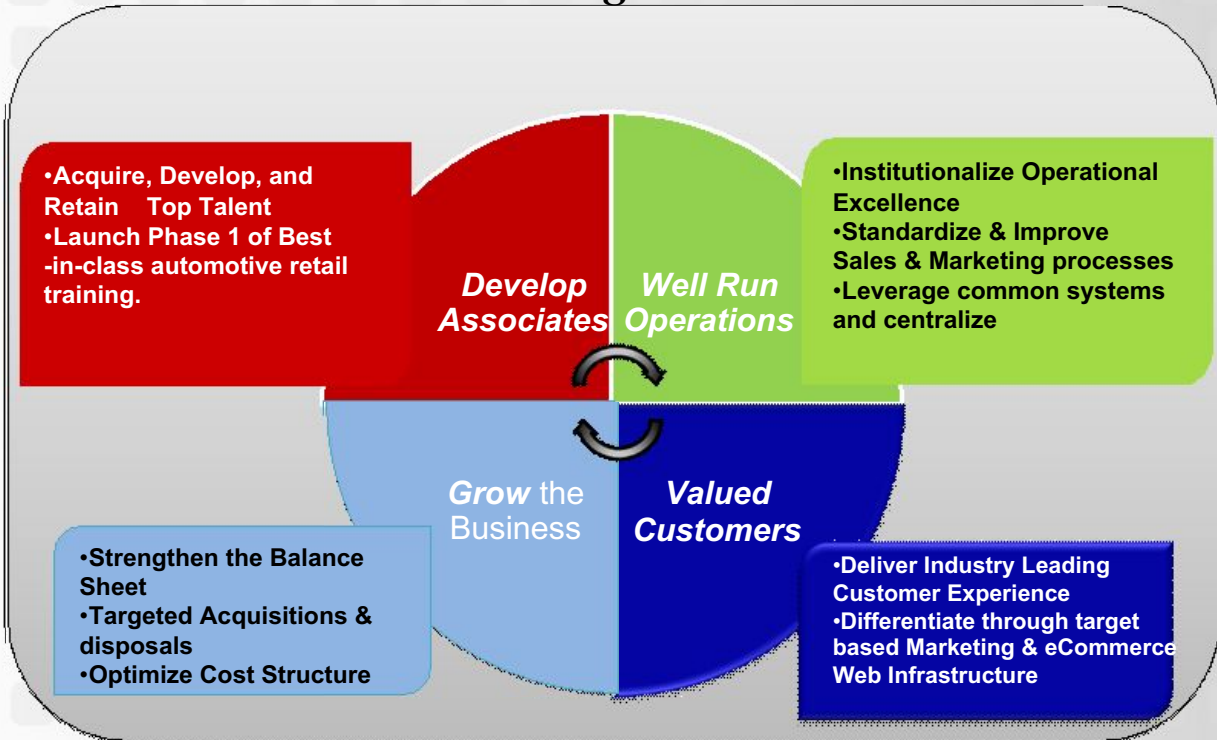 •Acquire, Develop, and
Retain Top Talent
•Launch Phase 1 of Best
-in-class automotive retail
training.
•Institutionalize Operational
Excellence
•Standardize & Improve
Sales & Marketing processes
•Leverage common systems
and centralize
Develop
Associates
Well Run
Operations
Grow the
Business
Valued
Customers
•Strengthen the Balance
Sheet
•Targeted Acquisitions &
disposals
•Optimize Cost Structure
•Deliver Industry Leading
Customer Experience
•Differentiate through target
based Marketing & eCommerce
Web Infrastructure